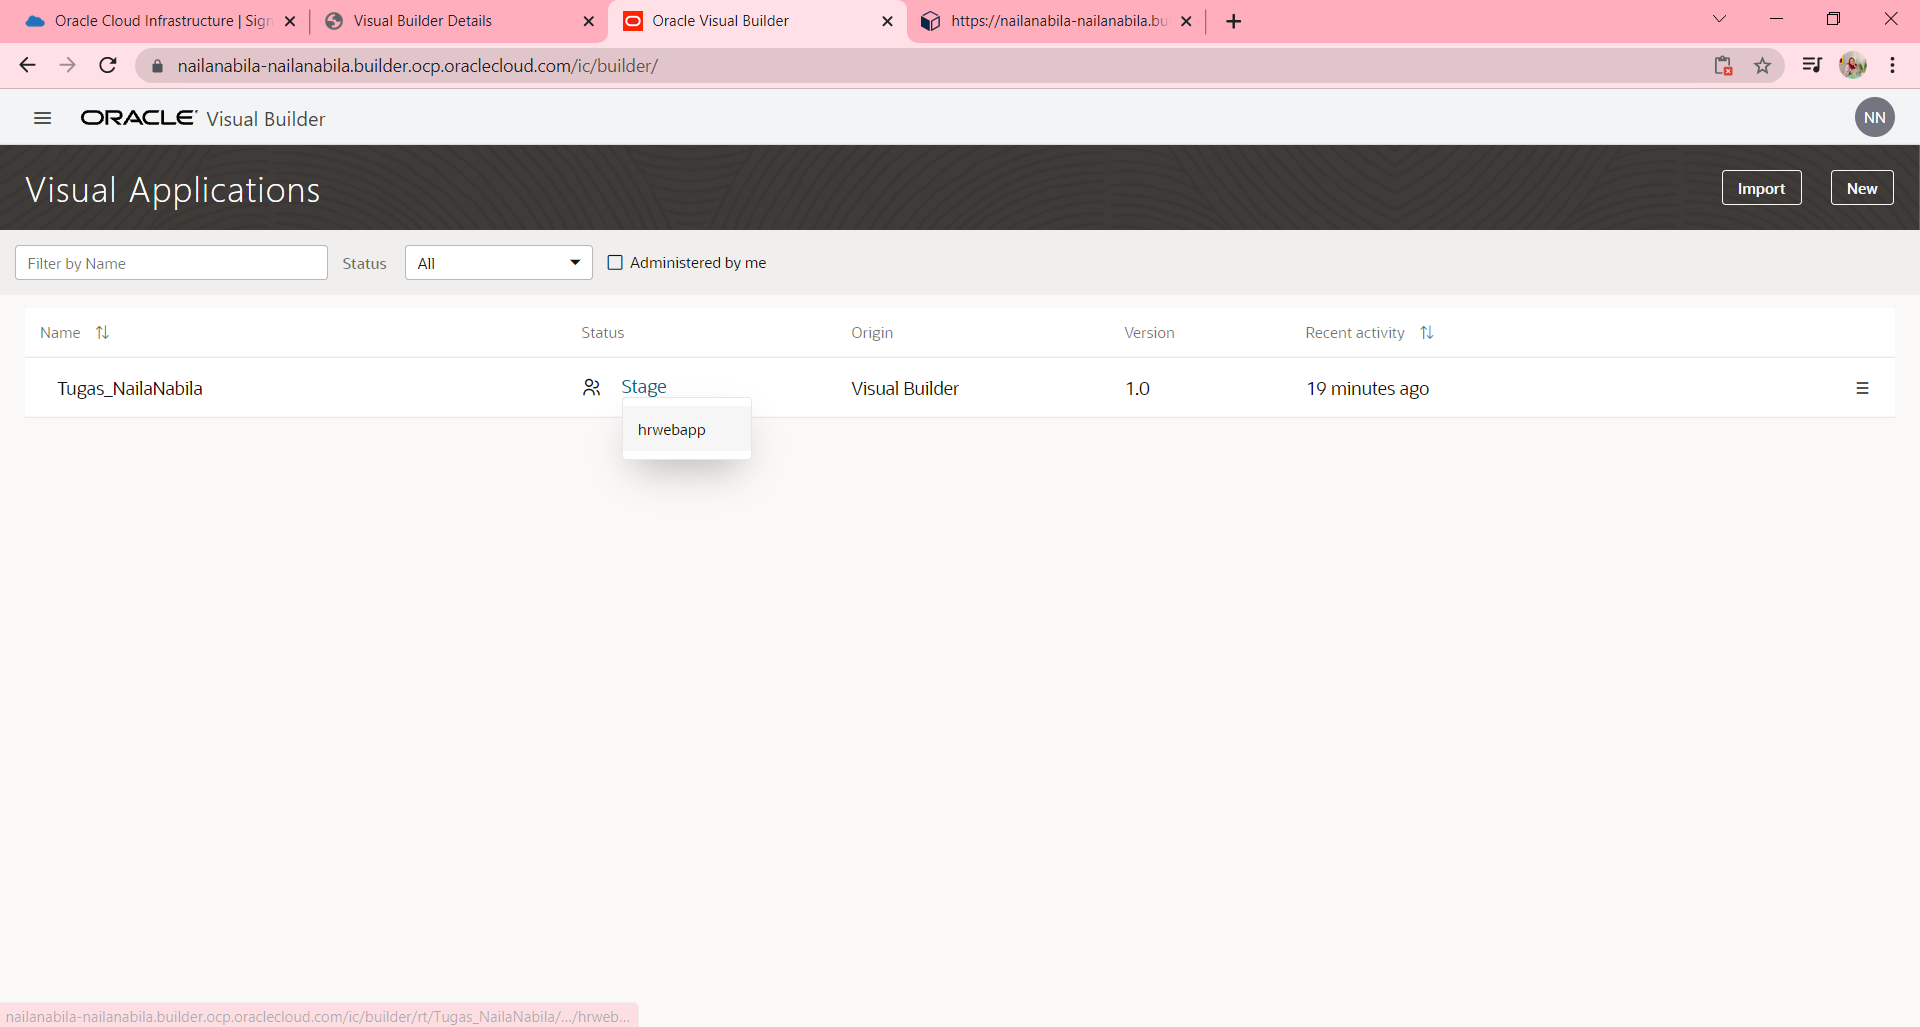 Oracle Cloud Infrastructure | Sign
Visual Builder Details
Oracle Visual Builder
https://nailanabila-nailanabila.bu
nailanabila-nailanabila.builder.ocp.oraclecloud.com/ic/builder/
ORACLE Visual Builder
NN
Visual Applications
Import
New
Filter by Name
Status
All
Administered by me
Name
Status
Origin
Version
Recent activity
Tugas_NailaNabila
Stage
Visual Builder
1.0
19 minutes ago
hrwebapp
nailanabila-nailanabila.builder.ocp.oraclecloud.com/ic/builder/rt/Tugas_NailaNabila/.../hrweb...